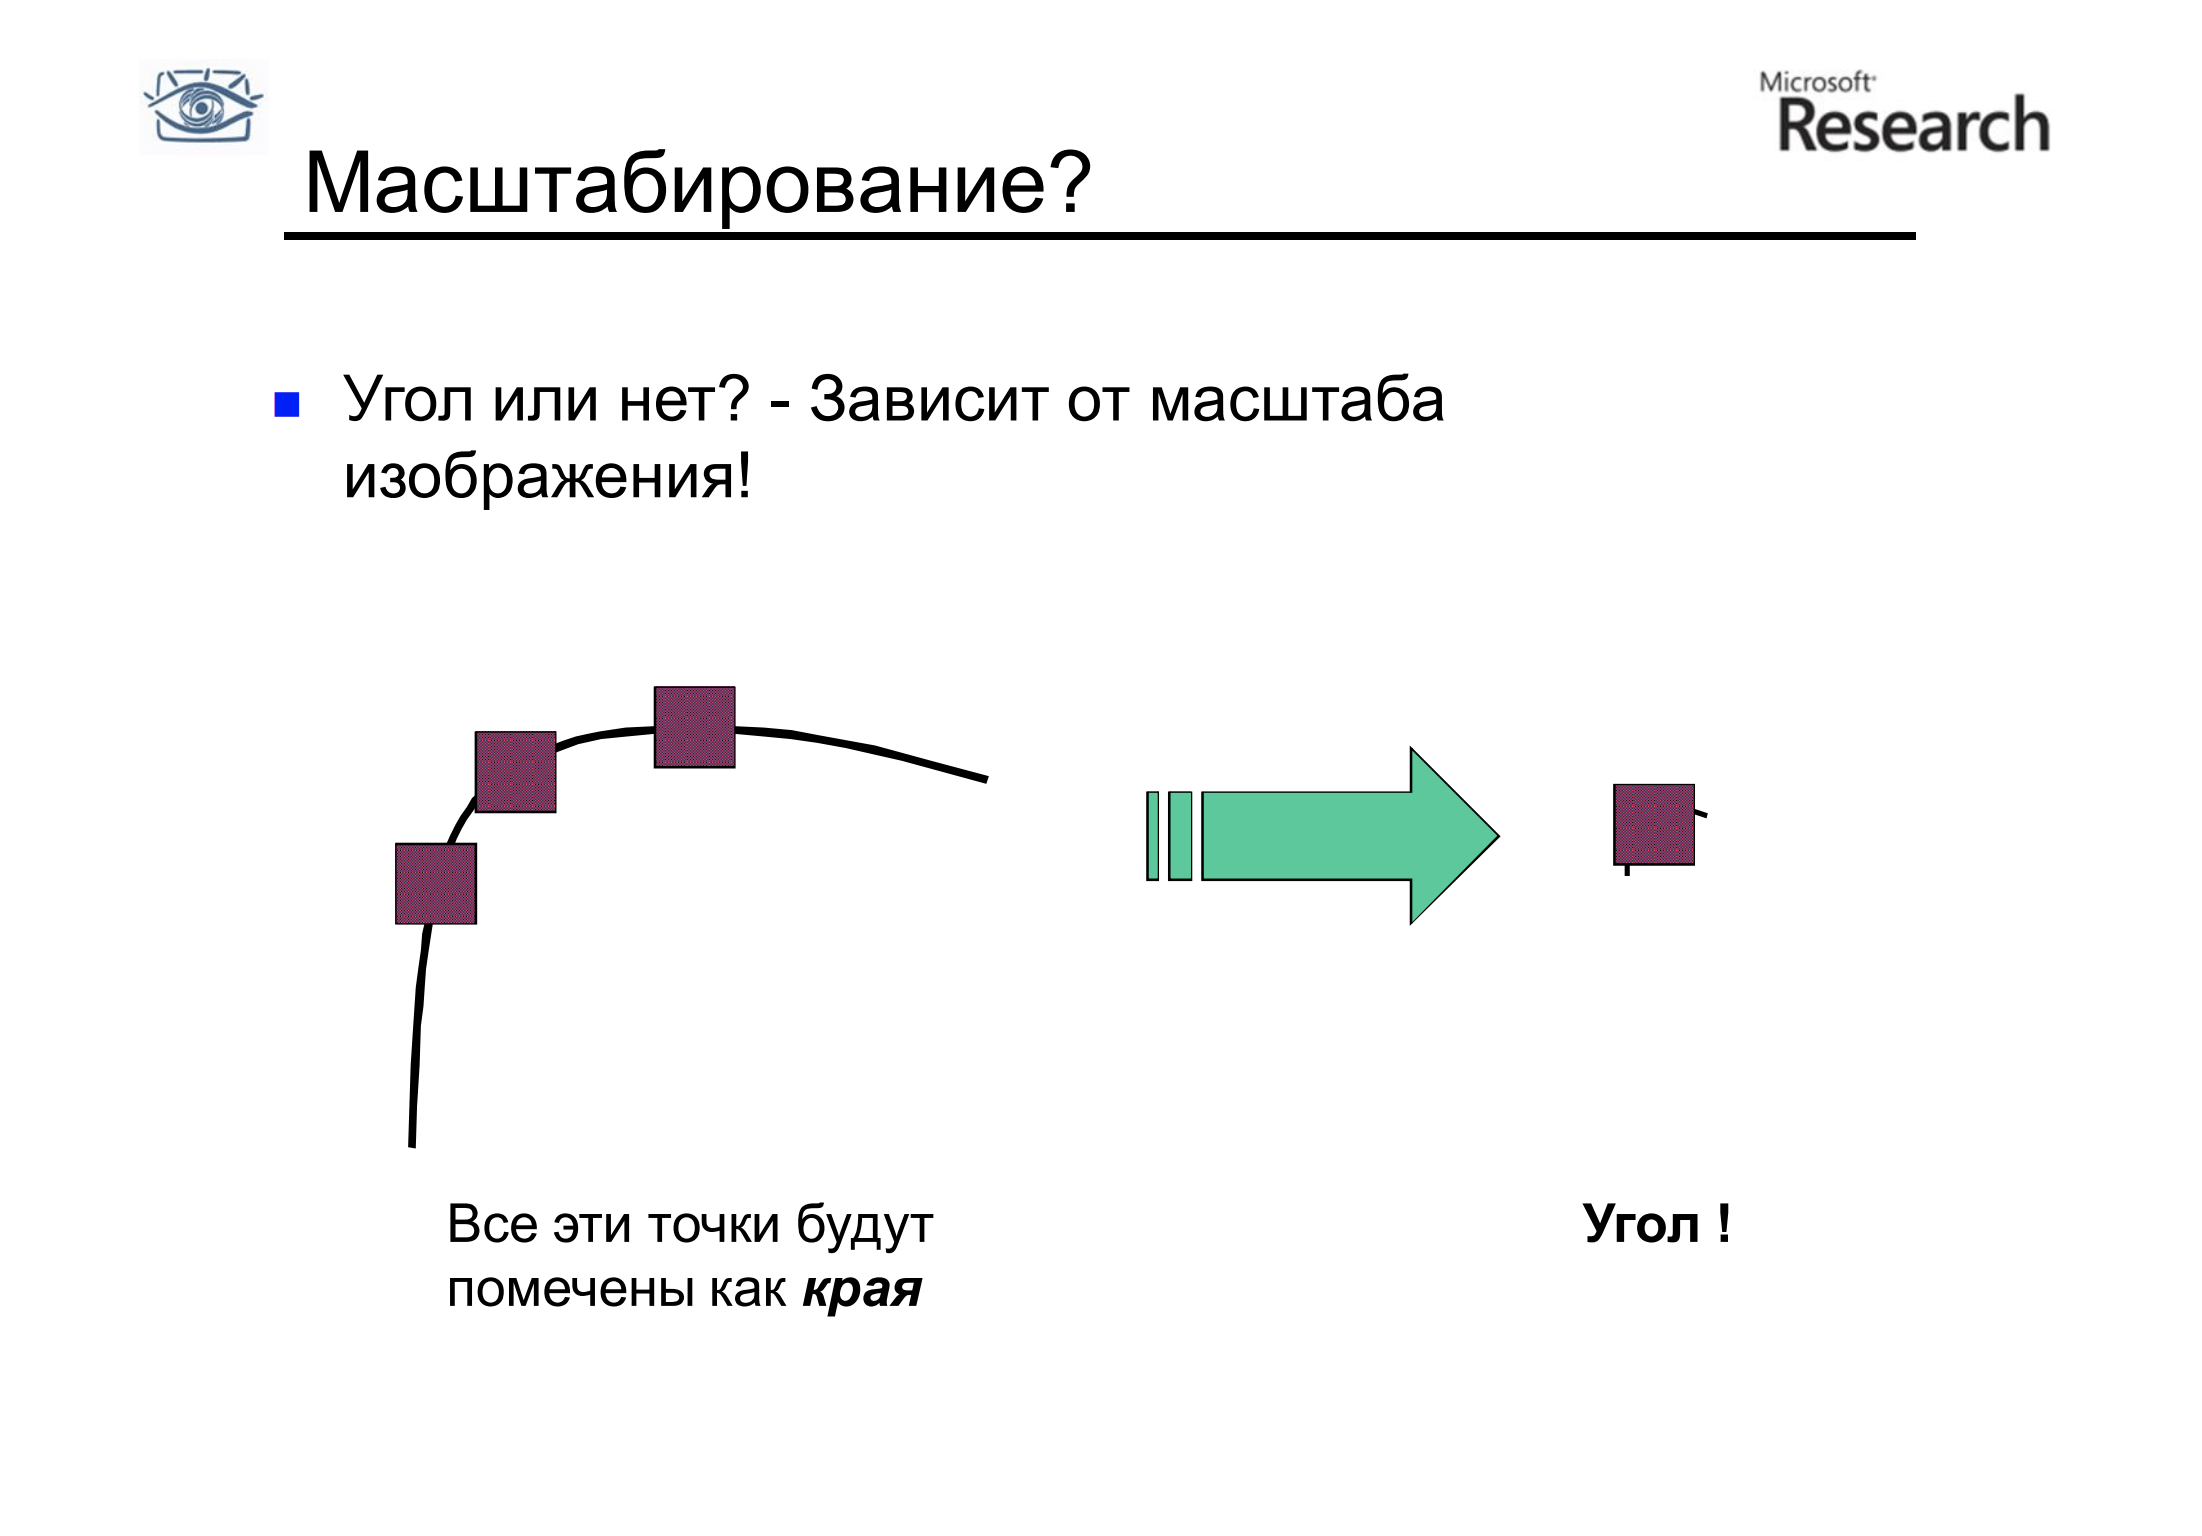 Microsoft
Research
Масштабирование?
Угол или нет? - Зависит от масштаба
изображения!
Все эти точки будут
помечены как края
Угол !